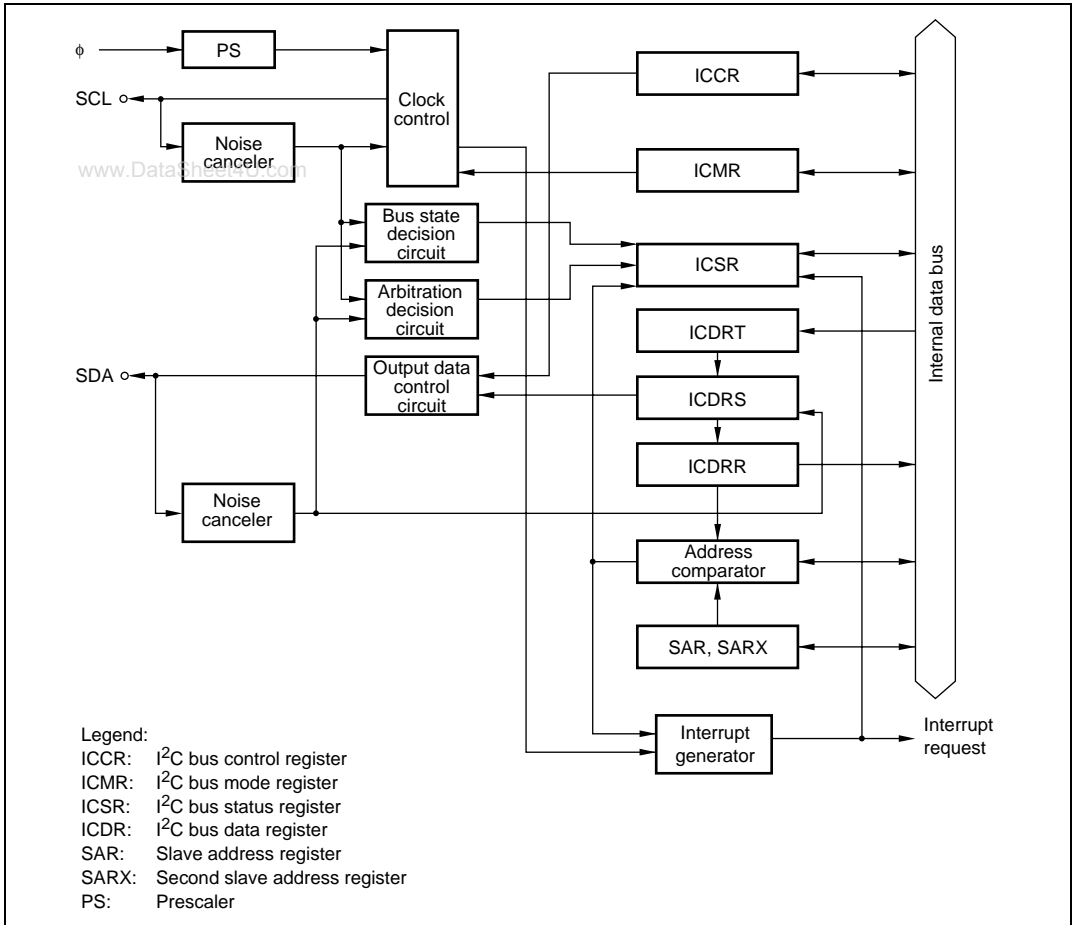 ϕ
PS
SCL
Clock
control
Noise
canceler
www.DataSheet4U.com
ICCR
ICMR
Bus state
decision
circuit
ICSR
Arbitration
decision
circuit
ICDRT
SDA
Output data
control
circuit
ICDRS
ICDRR
Noise
canceler
Address
comparator
SAR, SARX
Internal data bus
Interrupt
generator
Interrupt
request
Legend:
ICCR: I²C bus control register
ICMR: I²C bus mode register
ICSR: I²C bus status register
ICDR: I²C bus data register
SAR: Slave address register
SARX: Second slave address register
PS: Prescaler